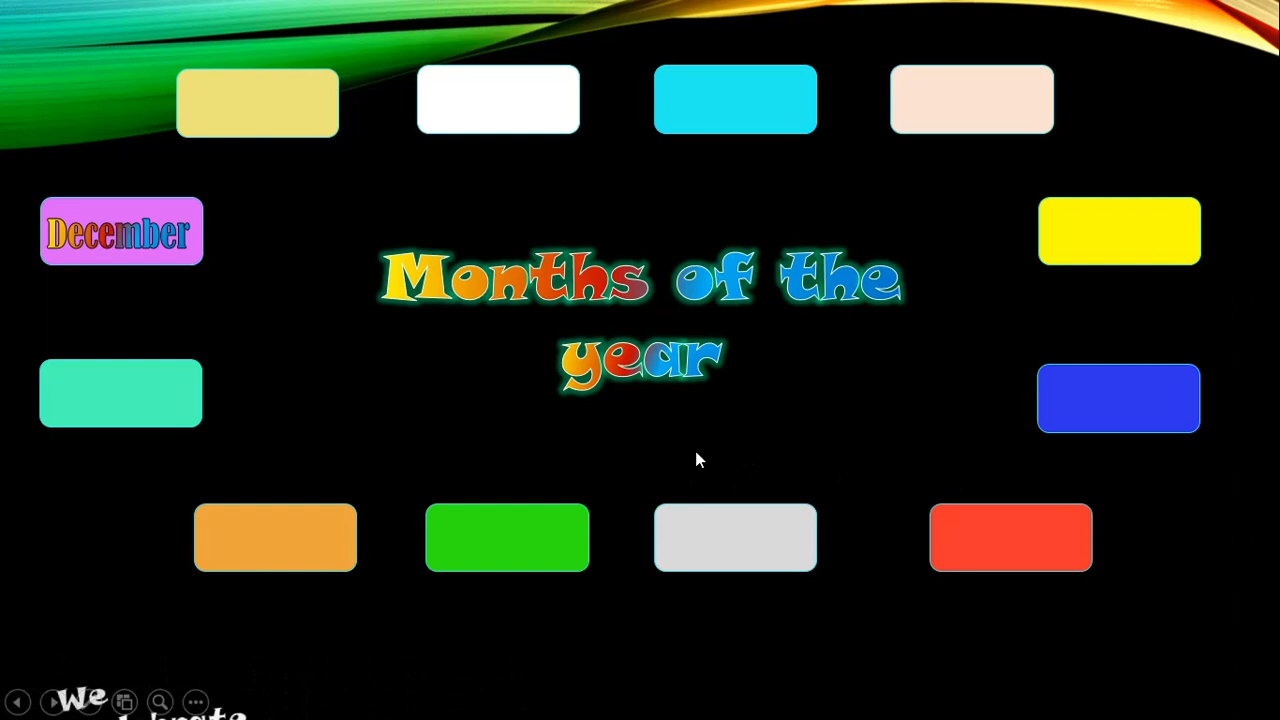 December
Months of the
year
We